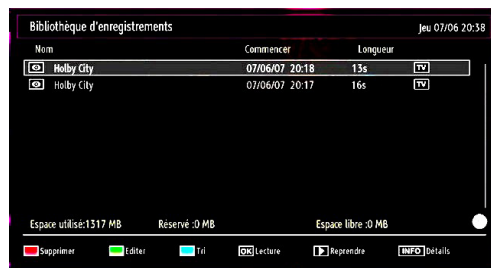 Bibliothèque d'enregistrements Jeu 07/06 20:38
Nom Commencer Longueur
Holby City 07/06/07 20:18 13s TV
Holby City 07/06/07 20:17 16s TV
Espace utilisé:1317 MB Réservé :0 MB Espace libre :0 MB
Supprimer Editer Tri OK Lecture Reprendre INFO Détails